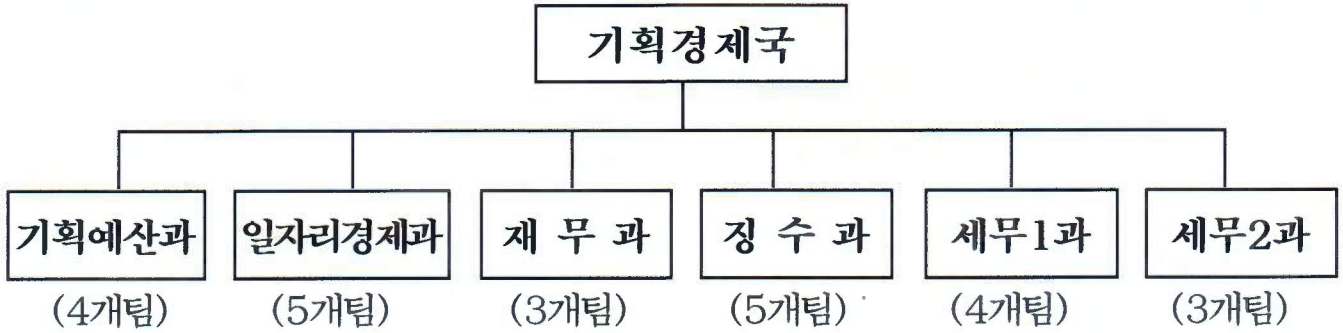 기획경제국
기획예산과 일자리경제과 재 무 과 징 수 과 세무1과 세무2과
(4개팀) (5개팀) (3개팀) (5개팀) (4개팀) (3개팀)